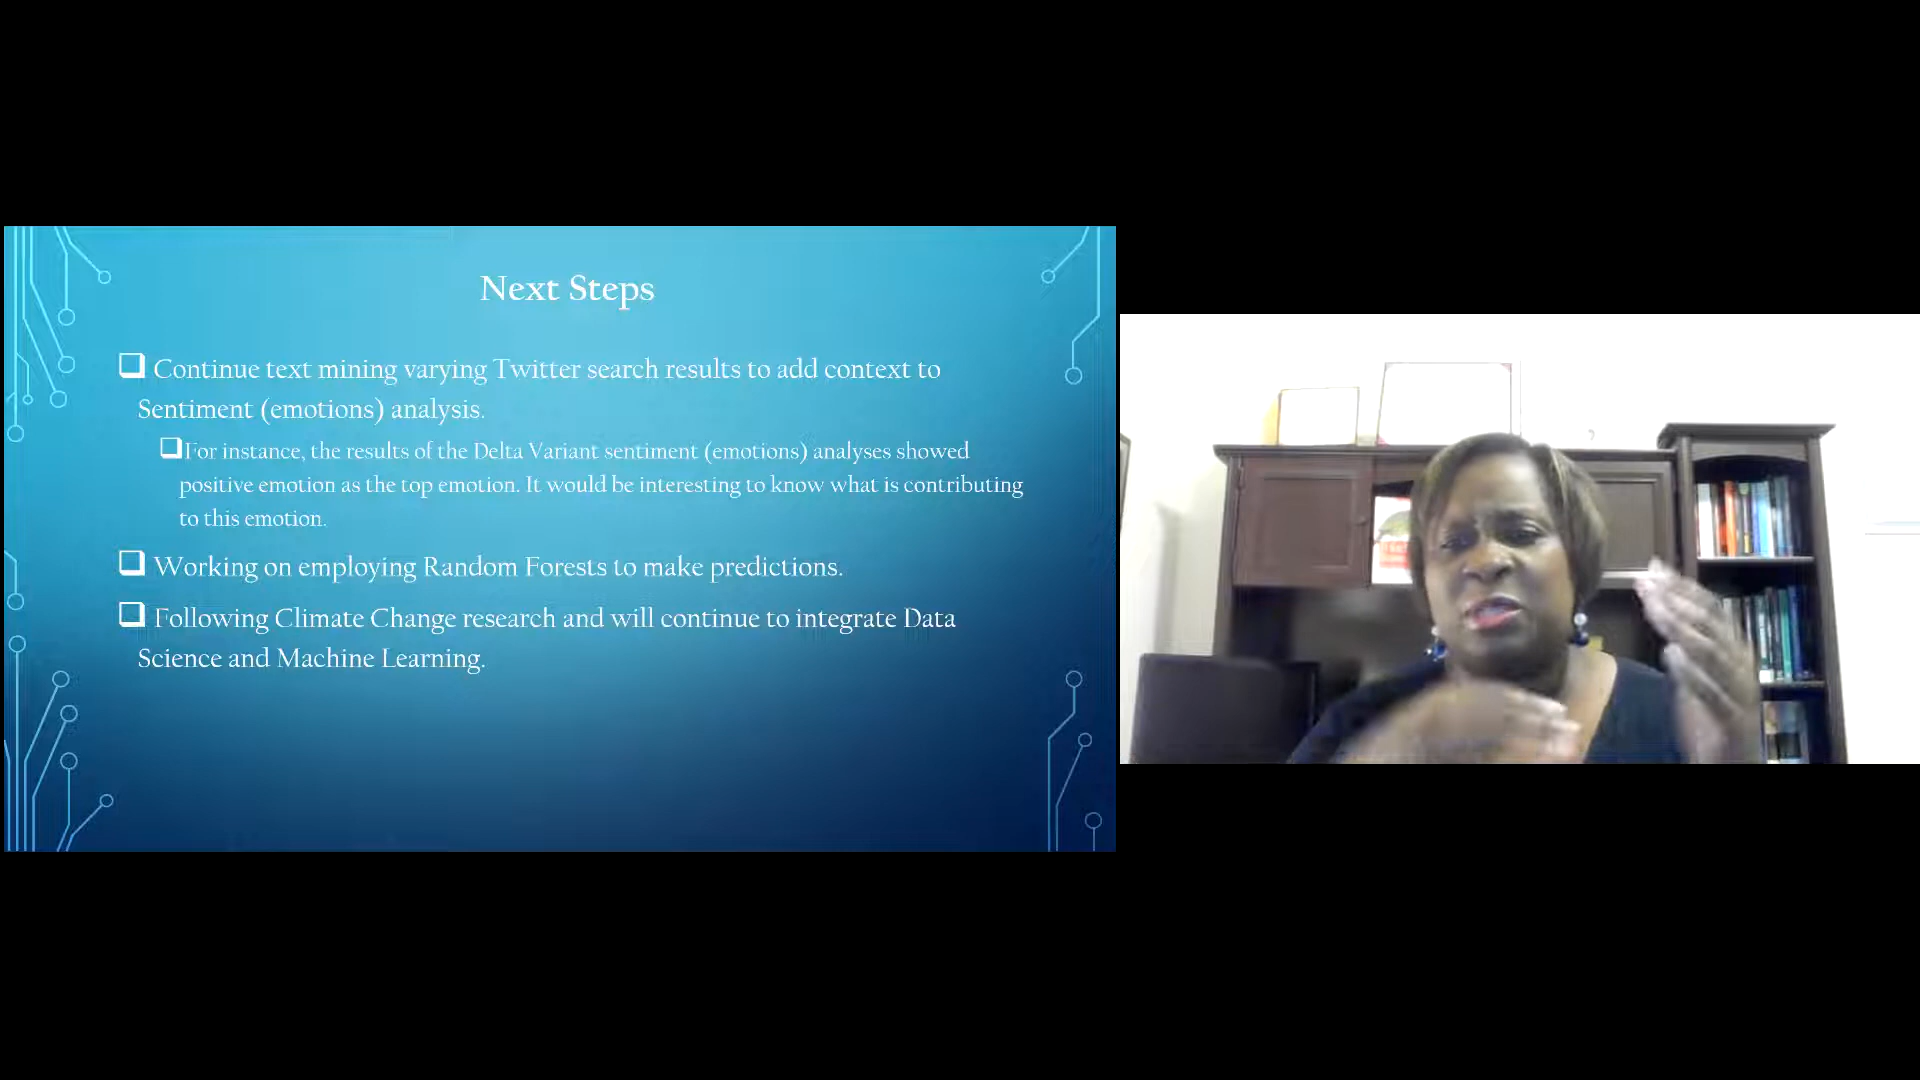 Next Steps
Continue text mining varying Twitter search results to add context to
Sentiment (emotions) analysis.
For instance, the results of the Delta Variant sentiment (emotions) analyses showed
positive emotion as the top emotion. It would be interesting to know what is contributing
to this emotion.
Working on employing Random Forests to make predictions.
Following Climate Change research and will continue to integrate Data
Science and Machine Learning.